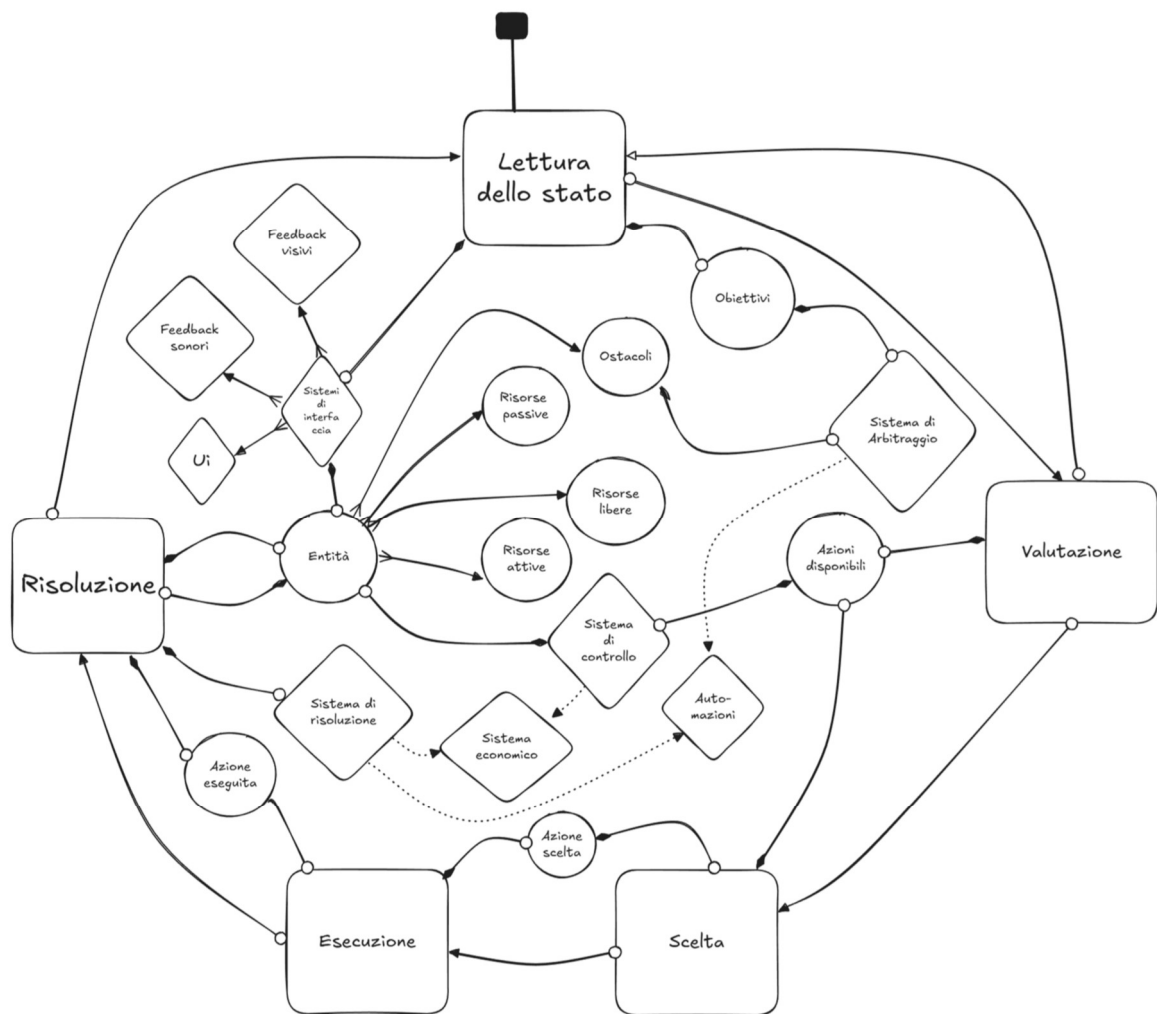 Lettura
dello stato
Feedback
visivi
Obiettivi
Feedback
sonori
Ostacoli
Sistemi
di
interfa
ccia
Risorse
passive
Sistema di
Arbitraggio
Ui
Risorse
libere
Risoluzione
Entità
Risorse
attive
Azioni
disponibili
Valutazione
Sistema
di
controllo
Sistema di
risoluzione
Auto-
mazioni
Sistema
economico
Azione
eseguita
Azione
scelta
Esecuzione
Scelta